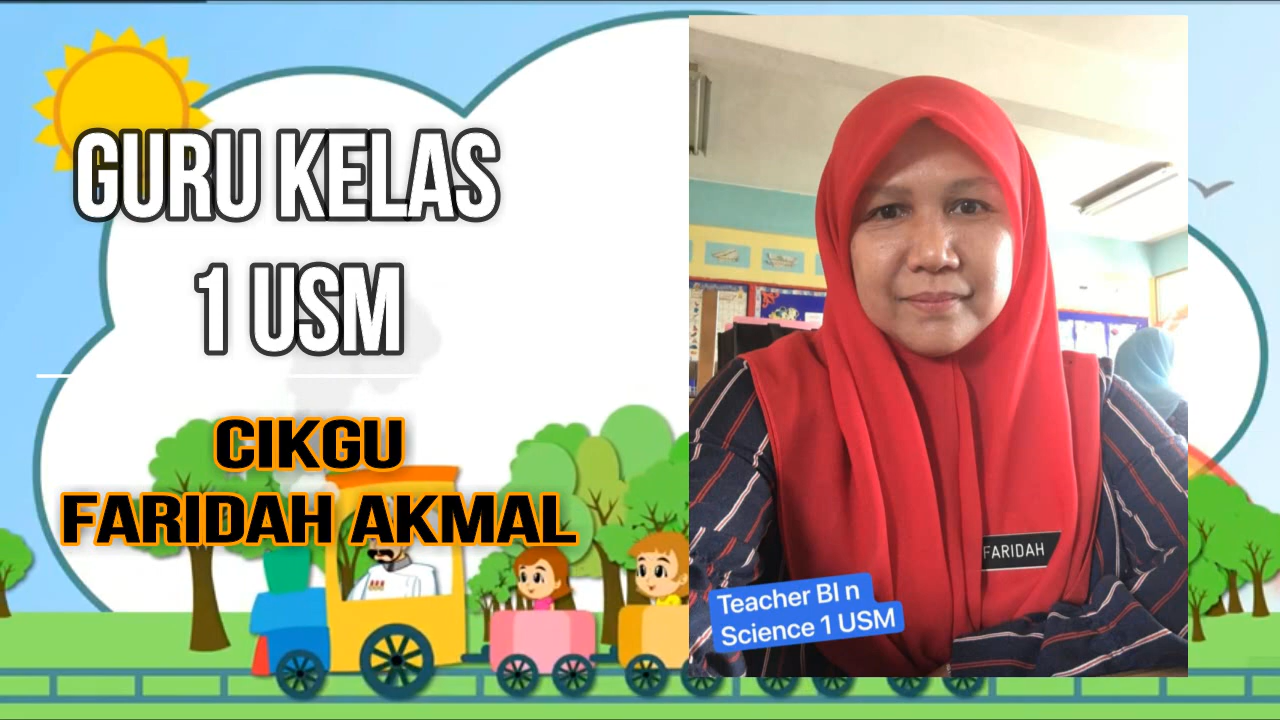 GURU KELAS
1 USM
CIKGU
FARIDAH AKMAL
FARIDAH
Teacher BI n
Science 1 USM